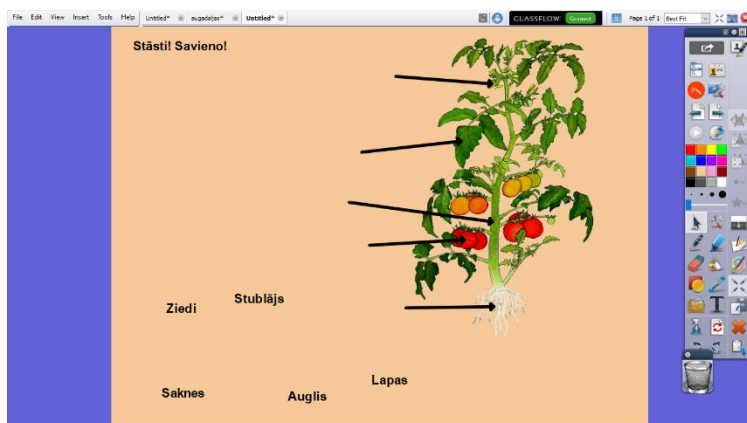 File Edit View Insert Tools Help
Untitled* augadaļas* Untitled*
CLASSFLOW Connect
Page 1 of 1 Best Fit
Stāsti! Savieno!
Ziedi
Stublājs
Saknes
Auglis
Lapas